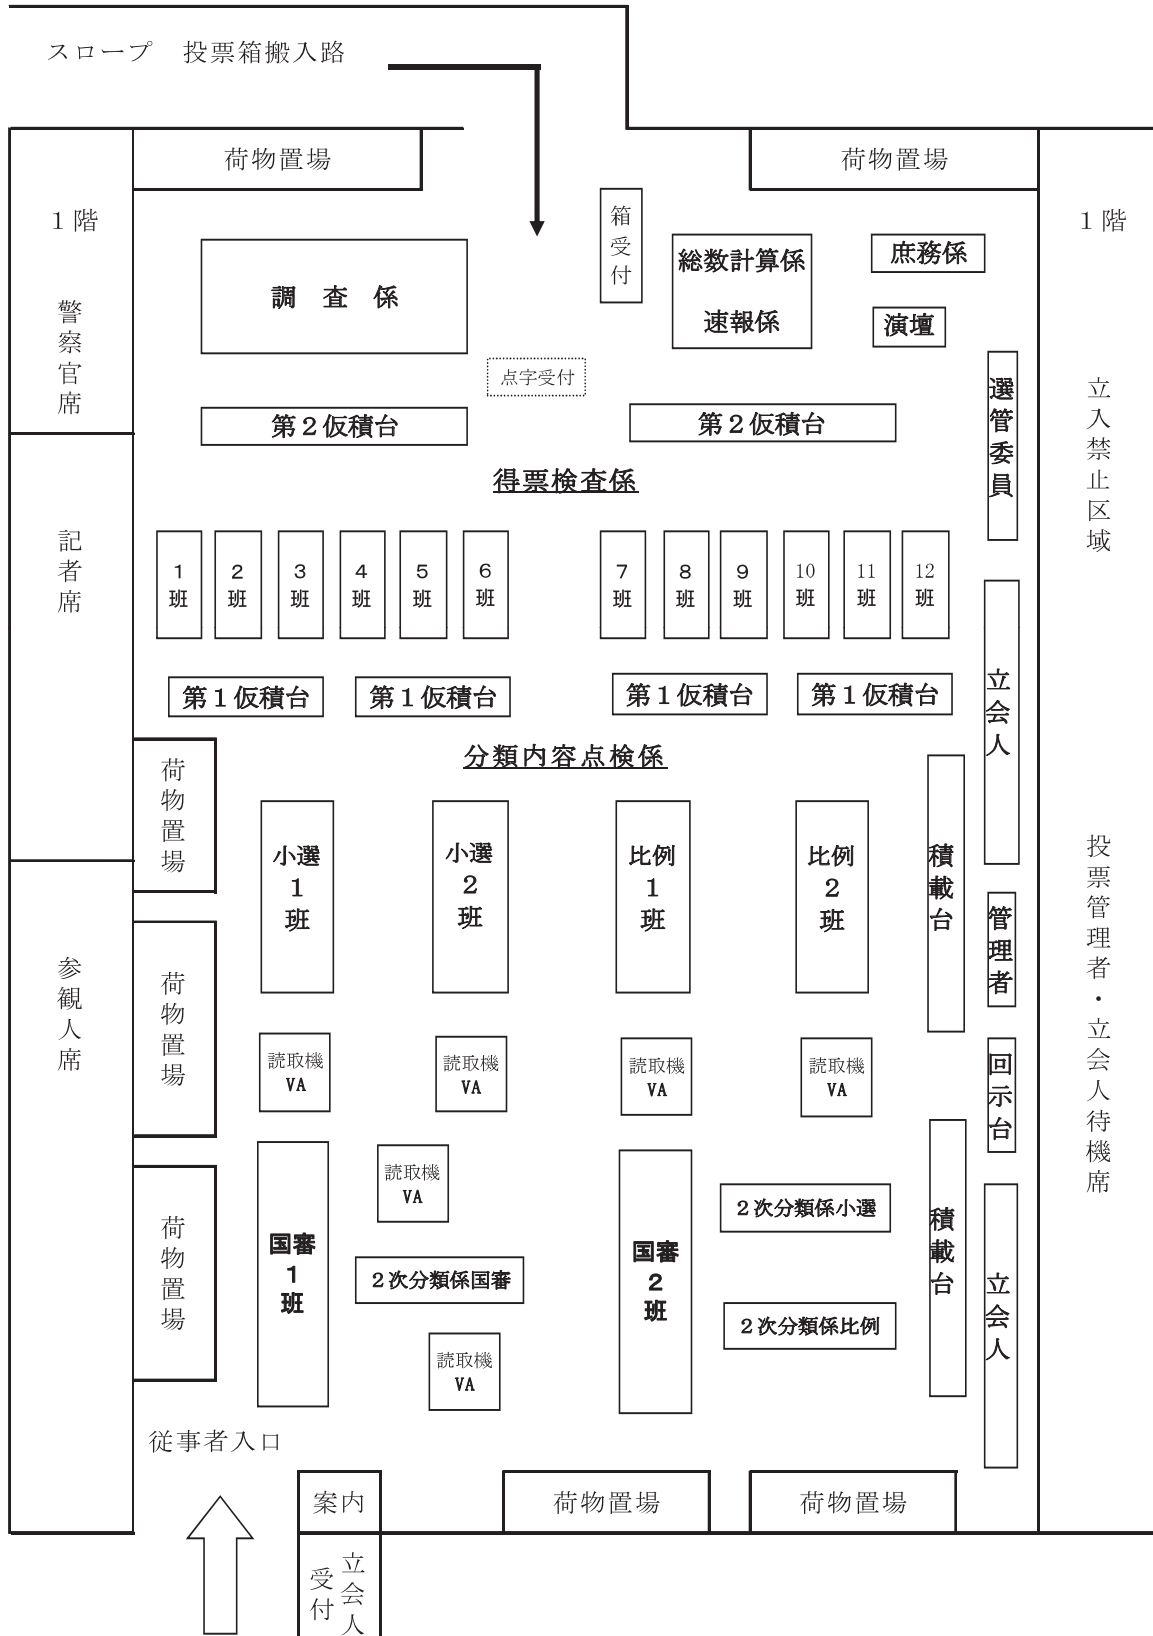 スロープ　投票箱搬入路
荷物置場
荷物置場
１階
警察官席
記者席
参観人席
箱受付
総数計算係
速報係
庶務係
演壇
調　査　係
点字受付
第２仮積台
第２仮積台
選管委員
１階
立入禁止区域
投票管理者・立会人待機席
得票検査係
１班
２班
３班
４班
５班
６班
７班
８班
９班
10班
11班
12班
第１仮積台
第１仮積台
第１仮積台
第１仮積台
立会人
分類内容点検係
荷物置場
小選１班
小選２班
比例１班
比例２班
積載台
管理者
荷物置場
読取機
VA
読取機
VA
読取機
VA
読取機
VA
回示台
荷物置場
国審１班
読取機
VA
２次分類係国審
読取機
VA
国審２班
２次分類係小選
２次分類係比例
積載台
立会人
従事者入口
案内
荷物置場
荷物置場
立会人
受付